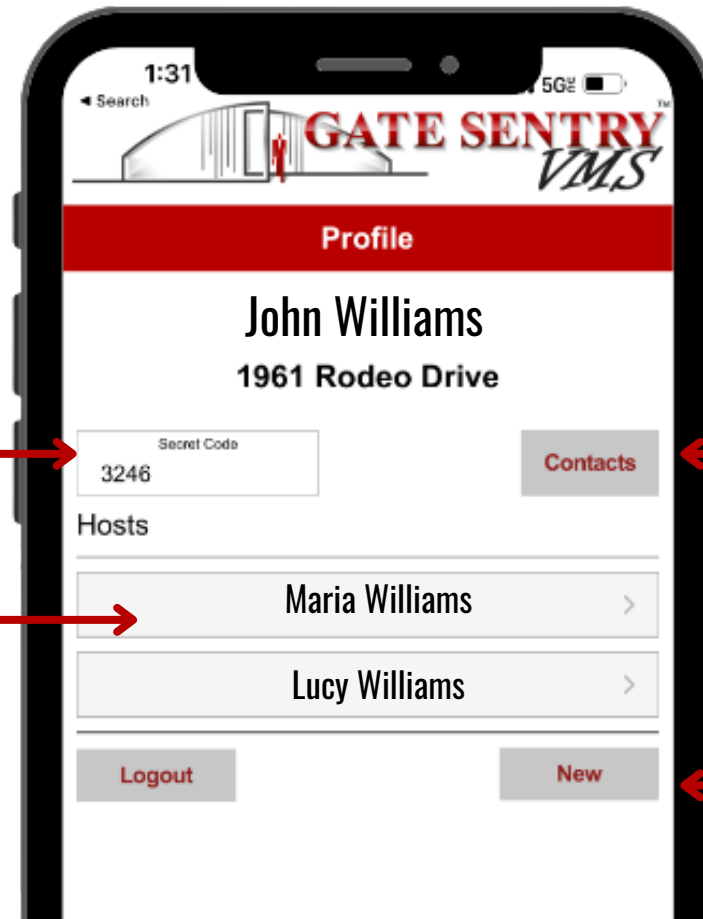 1:31
5GE
Search
TM
GATE SENTRY
VMS
Profile
John Williams
1961 Rodeo Drive
Secret Code
3246
Contacts
Hosts
Maria Williams
Lucy Williams
Logout
New